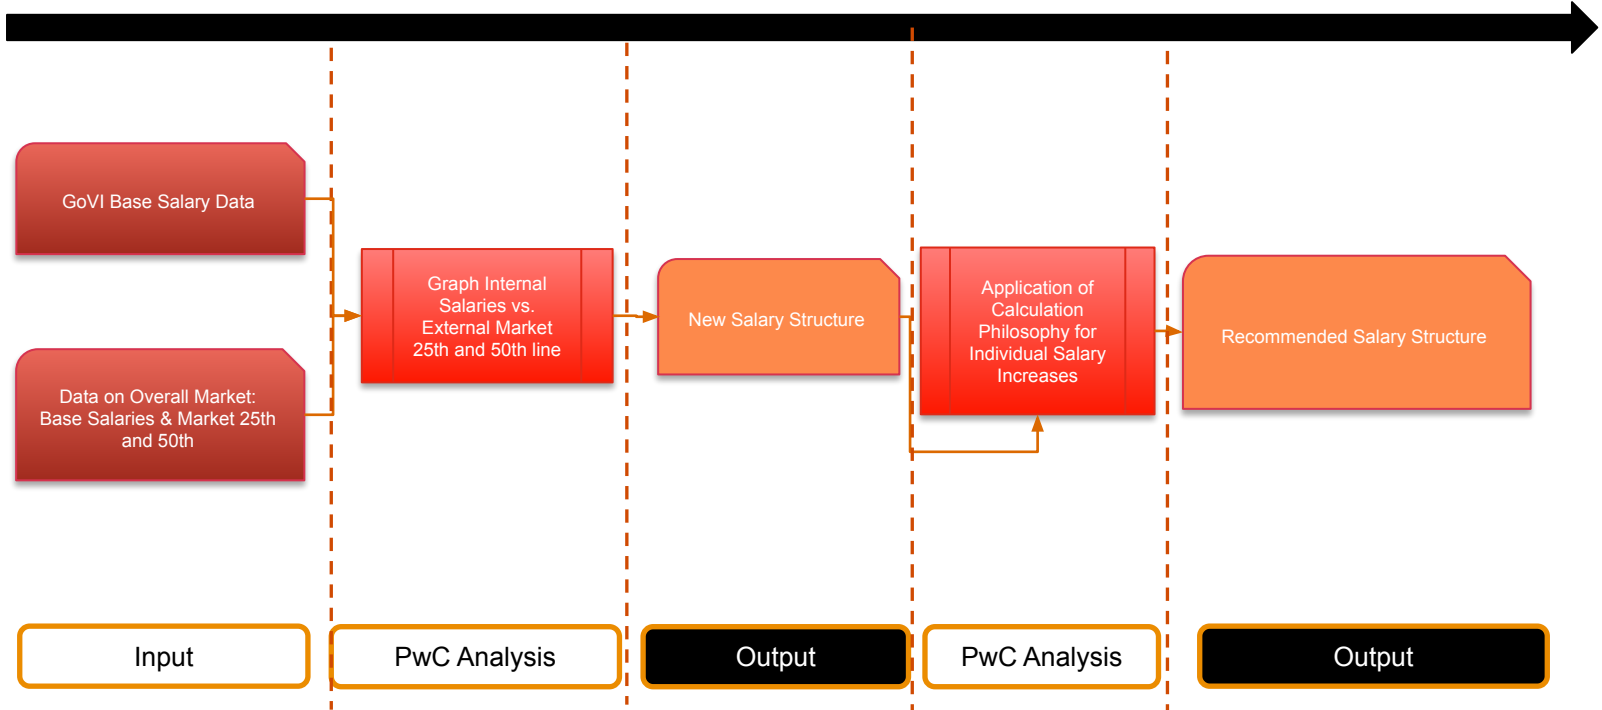 GoVI Base Salary Data
Data on Overall Market:
Base Salaries & Market 25th
and 50th
Graph Internal
Salaries vs.
External Market
25th and 50th line
New Salary Structure
Application of
Calculation
Philosophy for
Individual Salary
Increases
Recommended Salary Structure
Input
PwC Analysis
Output
PwC Analysis
Output